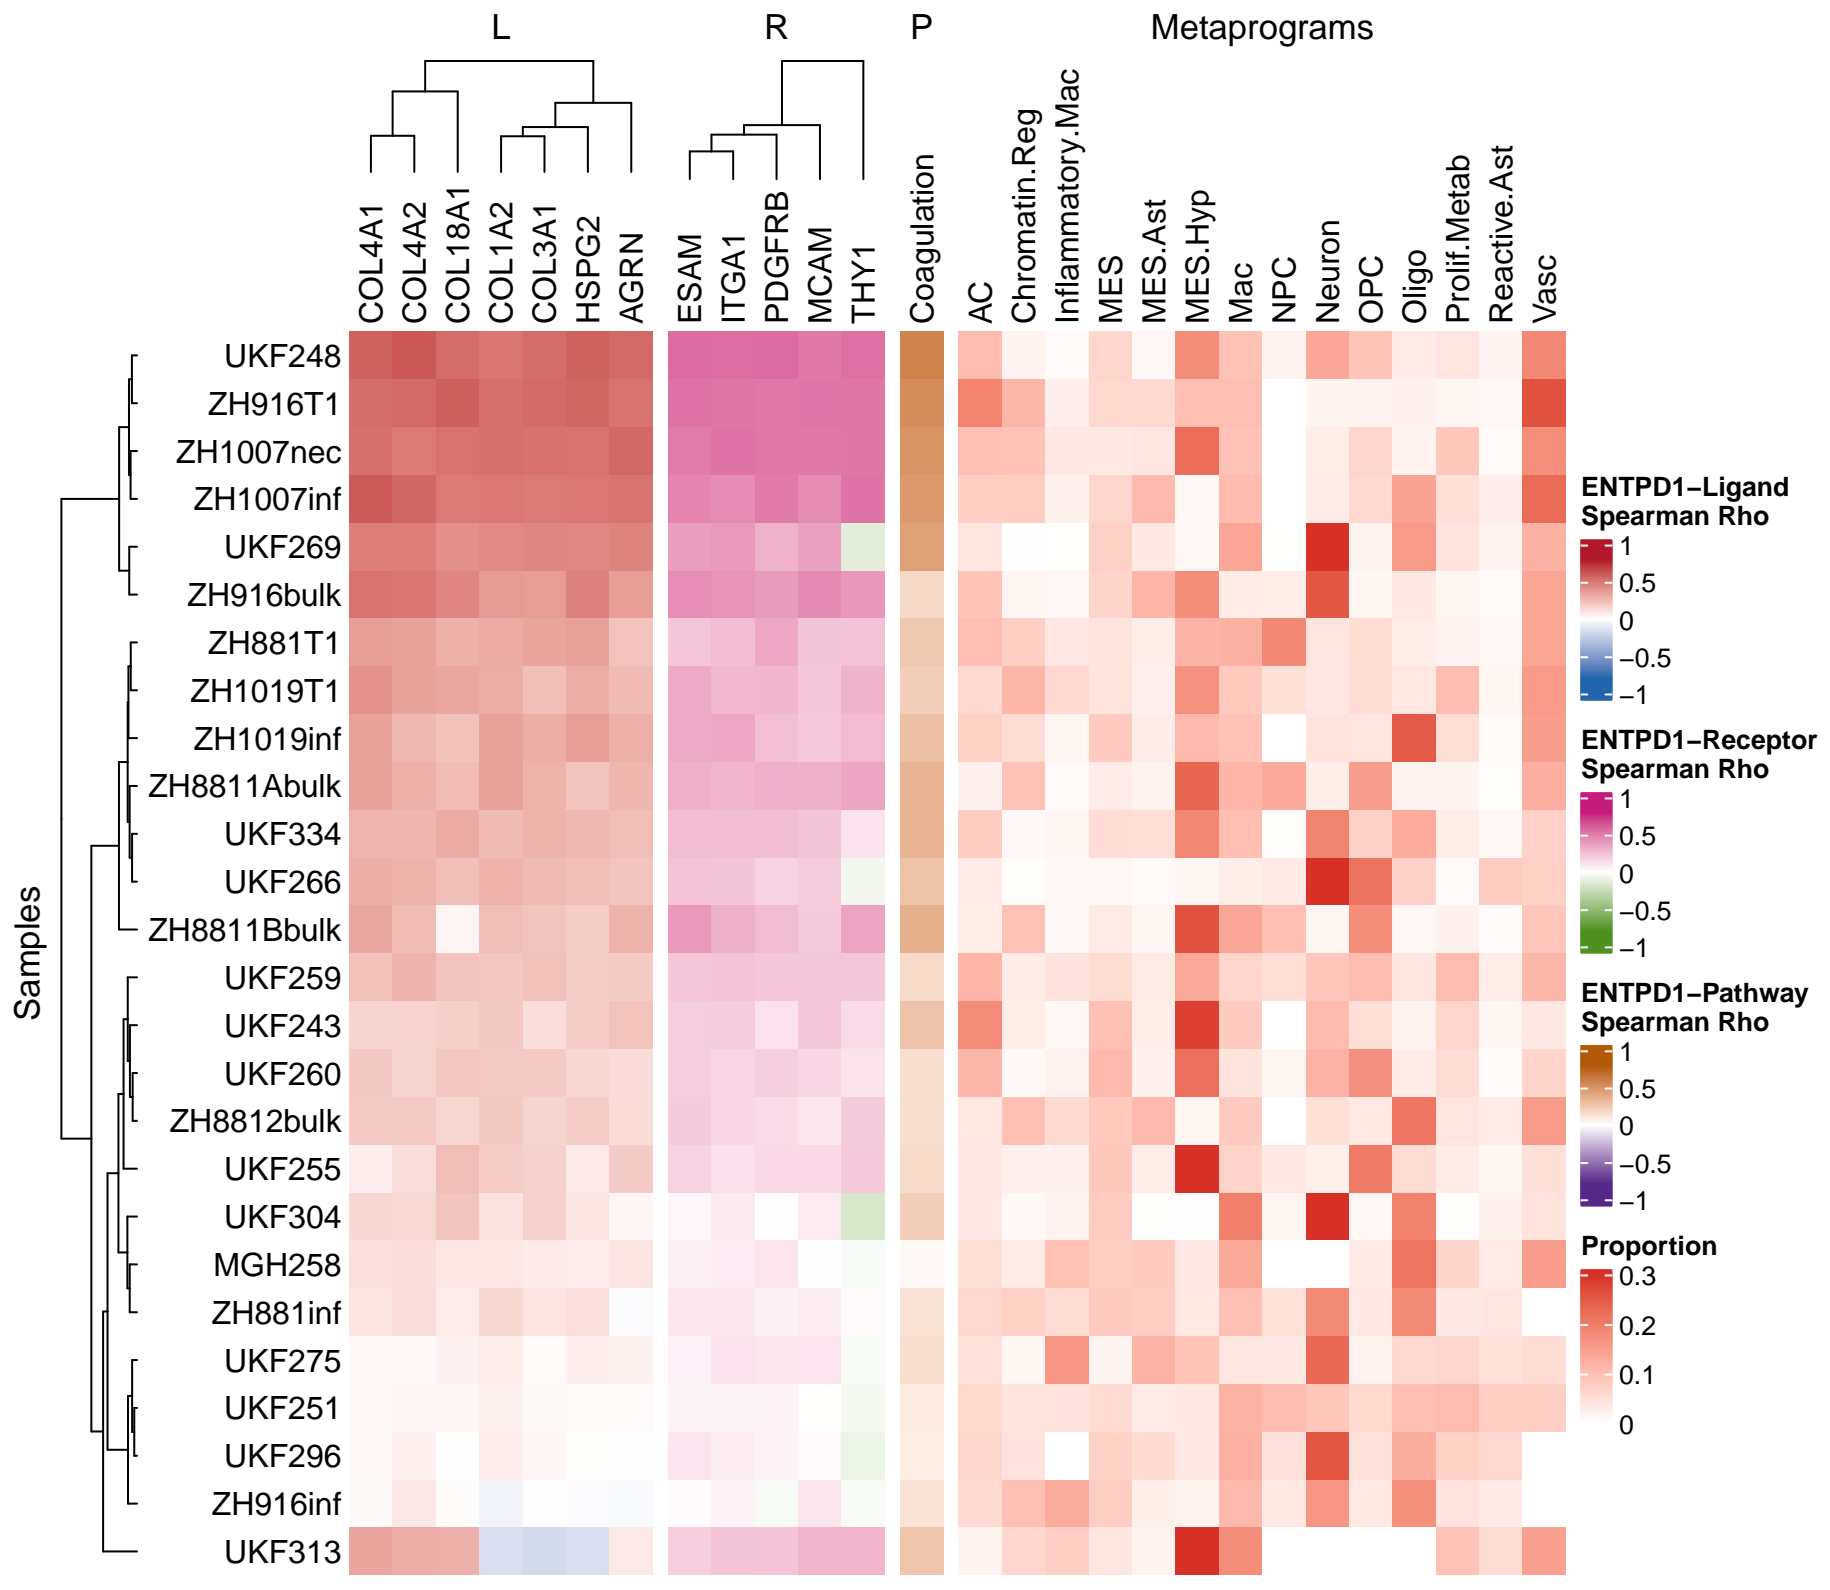 L R P Metaprograms
COL4A1 COL4A2 COL18A1 COL1A2 COL3A1 HSPG2 AGRN ESAM ITGA1 PDGFRB MCAM THY1 Coagulation AC Chromatin.Reg Inflammatory.Mac MES MES.Ast MES.Hyp Mac NPC Neuron OPC Oligo Prolif.Metab Reactive.Ast Vasc
Samples
UKF248
ZH916T1
ZH1007nec
ZH1007inf
UKF269
ZH916bulk
ZH881T1
ZH1019T1
ZH1019inf
ZH8811Abulk
UKF334
UKF266
ZH8811Bbulk
UKF259
UKF243
UKF260
ZH8812bulk
UKF255
UKF304
MGH258
ZH881inf
UKF275
UKF251
UKF296
ZH916inf
UKF313
ENTPD1−Ligand
Spearman Rho
1
0.5
0
−0.5
−1
ENTPD1−Receptor
Spearman Rho
1
0.5
0
−0.5
−1
ENTPD1−Pathway
Spearman Rho
1
0.5
0
−0.5
−1
Proportion
0.3
0.2
0.1
0